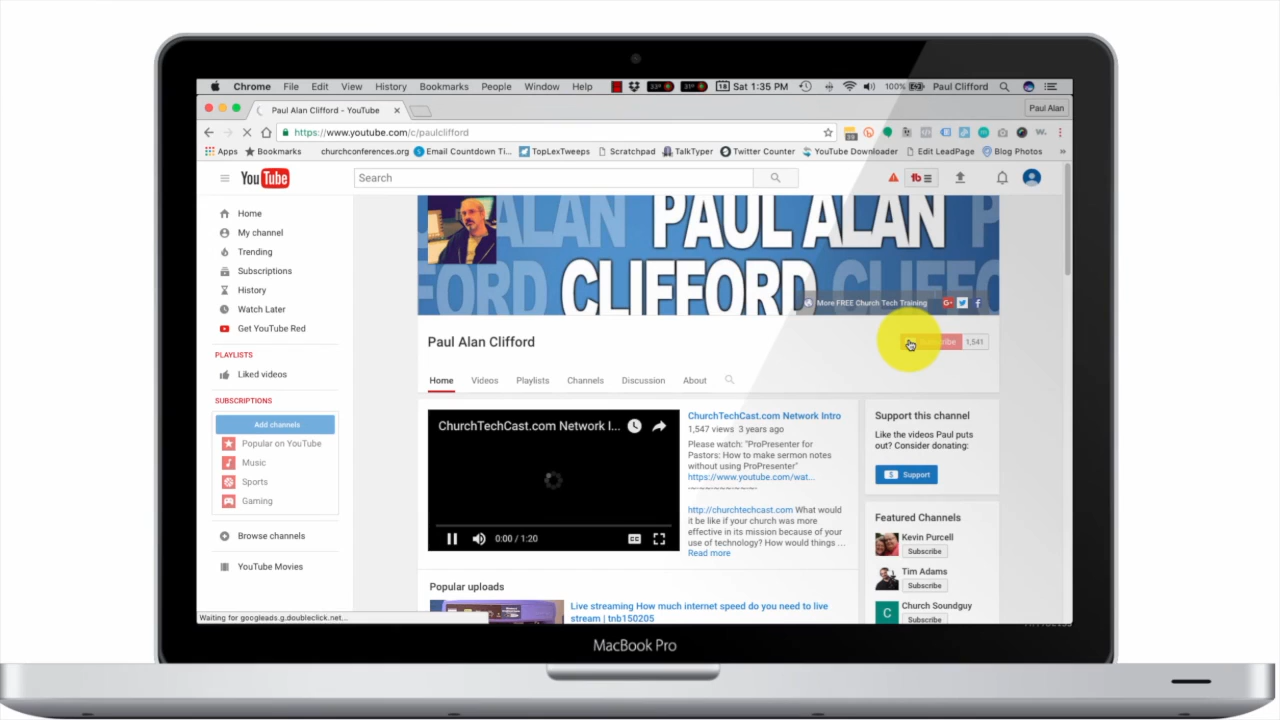 Chrome File Edit View History Bookmarks People Window Help 33° 31° 18 Sat 1:35 PM 100% Paul Clifford
Paul Alan Clifford - YouTube
Paul Alan
https://www.youtube.com/c/paulclifford
Apps Bookmarks churchconferences.org Email Countdown Ti... TopLexTweeps Scratchpad TalkTyper Twitter Counter YouTube Downloader Edit LeadPage Blog Photos »
YouTube
Search
Home
My channel
Trending
Subscriptions
History
Watch Later
Get YouTube Red
PLAYLISTS
Liked videos
SUBSCRIPTIONS
Add channels
Popular on YouTube
Music
Sports
Gaming
Browse channels
YouTube Movies
ALAN PAUL ALAN P
FORD CLIFFORD CLIFFO
More FREE Church Tech Training
Paul Alan Clifford
Subscribe 1,541
Home Videos Playlists Channels Discussion About
ChurchTechCast.com Network I...
0:00 / 1:20
ChurchTechCast.com Network Intro
1,547 views 3 years ago
Please watch: "ProPresenter for
Pastors: How to make sermon notes
without using ProPresenter"
https://www.youtube.com/wat...
http://churchtechcast.com What would
it be like if your church was more
effective in its mission because of your
use of technology? How would things ...
Read more
Popular uploads
Live streaming How much internet speed do you need to live
stream | tnb150205
Support this channel
Like the videos Paul puts
out? Consider donating:
$ Support
Featured Channels
Kevin Purcell
Subscribe
Tim Adams
Subscribe
C Church Soundguy
Subscribe
Waiting for googleads.g.doubleclick.net...
MacBook Pro